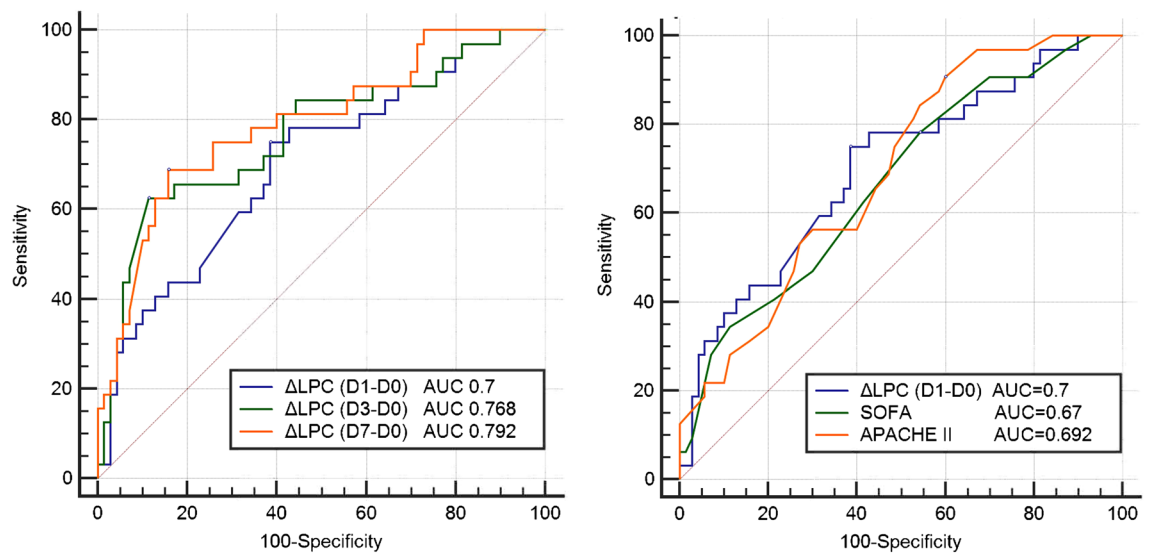 100
80
60
40
20
0
Sensitivity
ΔLPC (D1-D0) AUC 0.7
ΔLPC (D3-D0) AUC 0.768
ΔLPC (D7-D0) AUC 0.792
0 20 40 60 80 100
100-Specificity
100
80
60
40
20
0
Sensitivity
ΔLPC (D1-D0) AUC=0.7
SOFA AUC=0.67
APACHE II AUC=0.692
0 20 40 60 80 100
100-Specificity